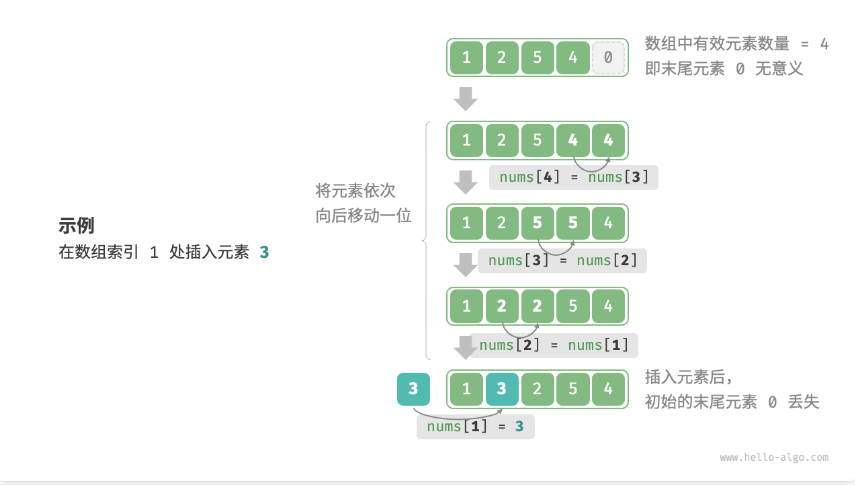 示例
在数组索引 1 处插入元素 3
1 2 5 4 0
数组中有效元素数量 = 4
即末尾元素 0 无意义
将元素依次
向后移动一位
1 2 5 4 4
nums[4] = nums[3]
1 2 5 5 4
nums[3] = nums[2]
1 2 2 5 4
nums[2] = nums[1]
3
1 3 2 5 4
nums[1] = 3
插入元素后，
初始的末尾元素 0 丢失
www.hello-algo.com